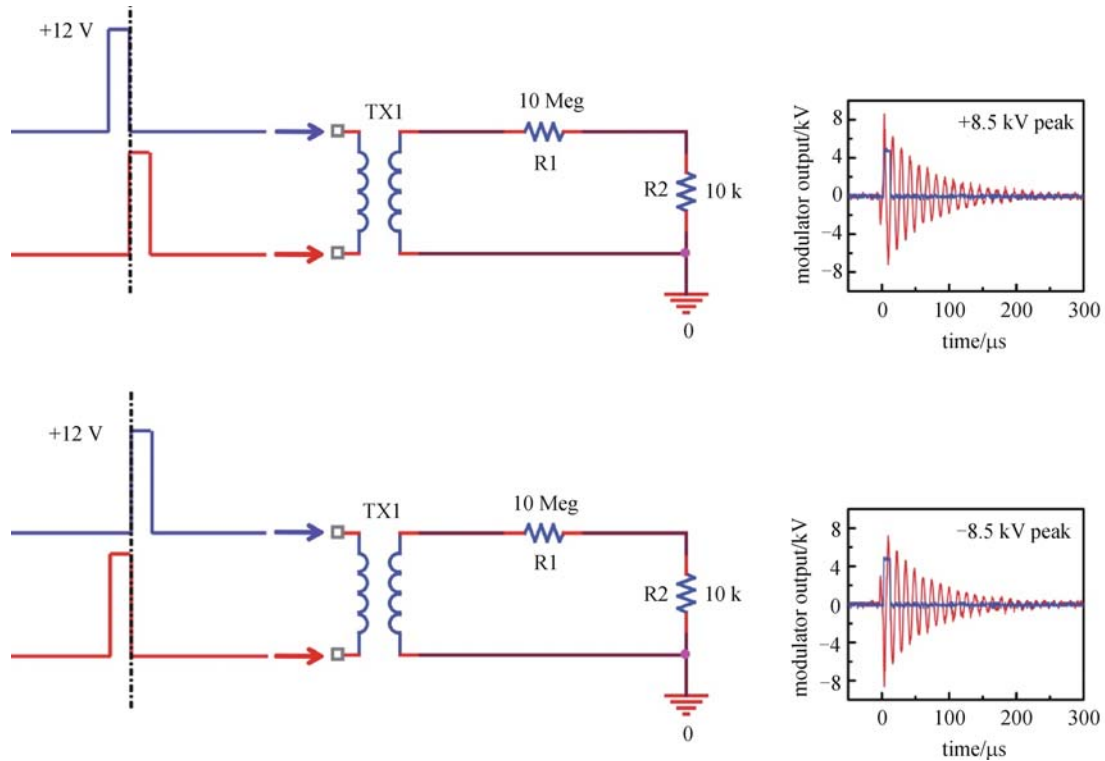 +12 V
TX1
10 Meg
R1
R2
10 k
0
modulator output/kV
8
4
0
−4
−8
+8.5 kV peak
0
100
200
300
time/μs
+12 V
TX1
10 Meg
R1
R2
10 k
0
modulator output/kV
8
4
0
−4
−8
−8.5 kV peak
0
100
200
300
time/μs